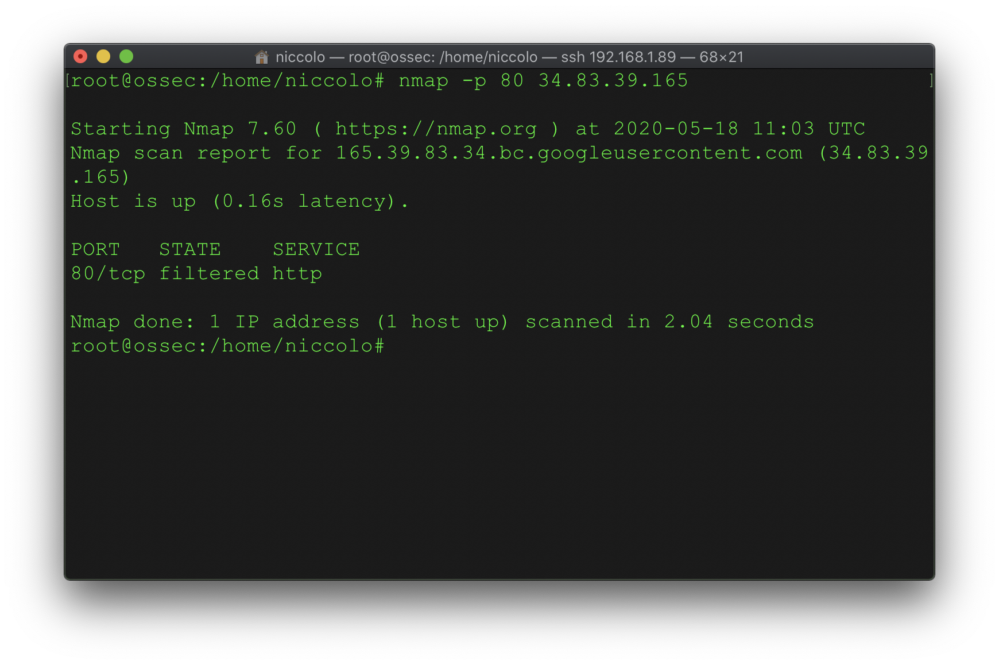 niccolo — root@ossec: /home/niccolo — ssh 192.168.1.89 — 68×21
[root@ossec:/home/niccolo# nmap -p 80 34.83.39.165 ]
Starting Nmap 7.60 ( https://nmap.org ) at 2020-05-18 11:03 UTC
Nmap scan report for 165.39.83.34.bc.googleusercontent.com (34.83.39
.165)
Host is up (0.16s latency).
PORT   STATE    SERVICE
80/tcp filtered http
Nmap done: 1 IP address (1 host up) scanned in 2.04 seconds
root@ossec:/home/niccolo#